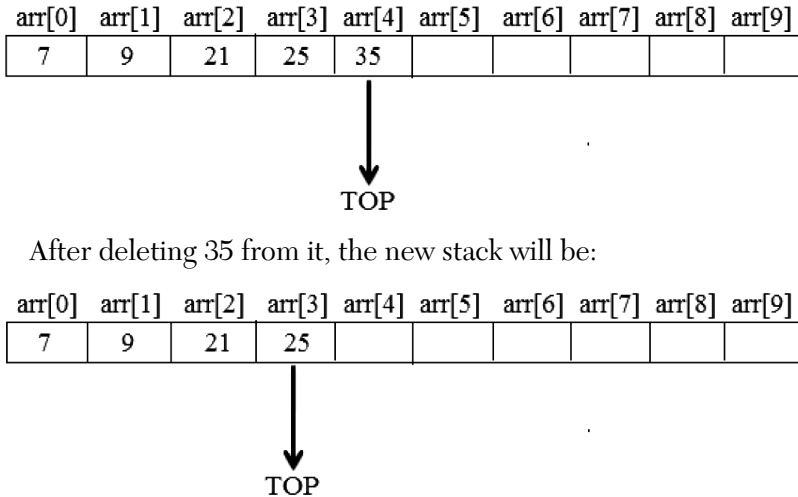 arr[0] arr[1] arr[2] arr[3] arr[4] arr[5] arr[6] arr[7] arr[8] arr[9]
7 9 21 25 35
TOP
After deleting 35 from it, the new stack will be:
arr[0] arr[1] arr[2] arr[3] arr[4] arr[5] arr[6] arr[7] arr[8] arr[9]
7 9 21 25
TOP